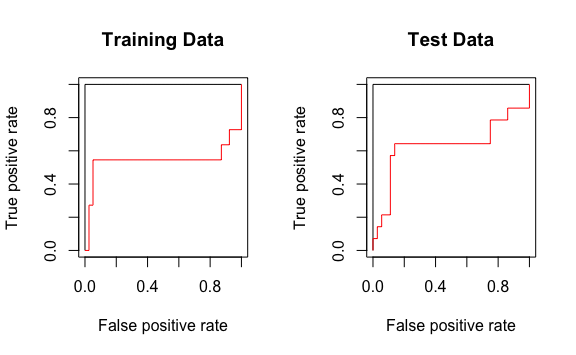 Training Data
True positive rate
0.8
0.4
0.0
0.0 0.4 0.8
False positive rate
Test Data
True positive rate
0.8
0.4
0.0
0.0 0.4 0.8
False positive rate